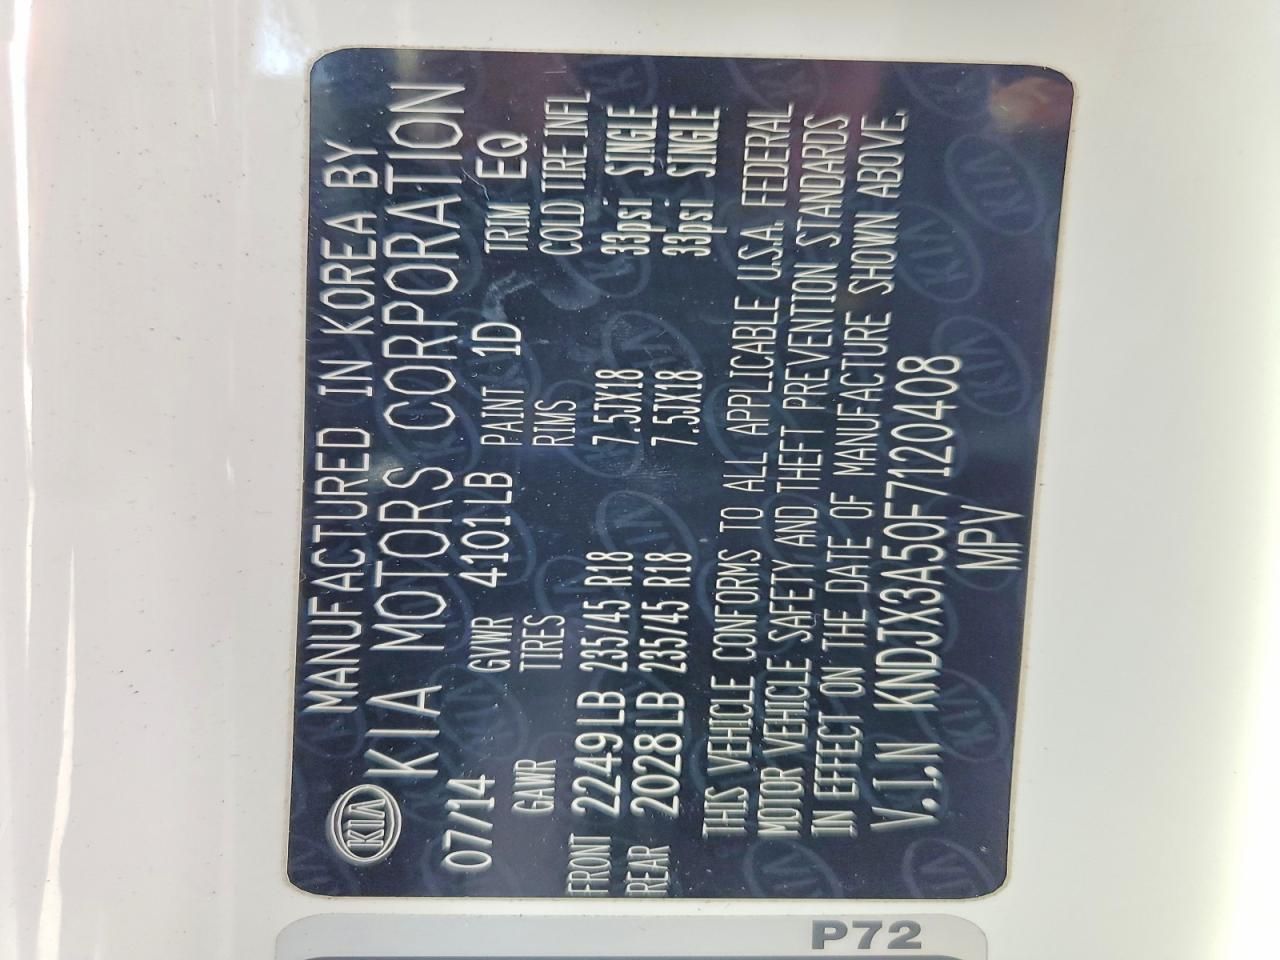 MANUFACTURED IN KOREA BY
KIA
KIA MOTORS CORPORATION
07/14 GVWR 4101LB PAINT 1D TRIM EQ
GAWR TIRES RIMS COLD TIRE INFL
FRONT 2249LB 235/45 R18 7.5JX18 33psi SINGLE
REAR 2028LB 235/45 R18 7.5JX18 33psi SINGLE
THIS VEHICLE CONFORMS TO ALL APPLICABLE U.S.A. FEDERAL
MOTOR VEHICLE SAFETY AND THEFT PREVENTION STANDARDS
IN EFFECT ON THE DATE OF MANUFACTURE SHOWN ABOVE.
V.I.N KNDJX3A50F7120408
MPV
P72